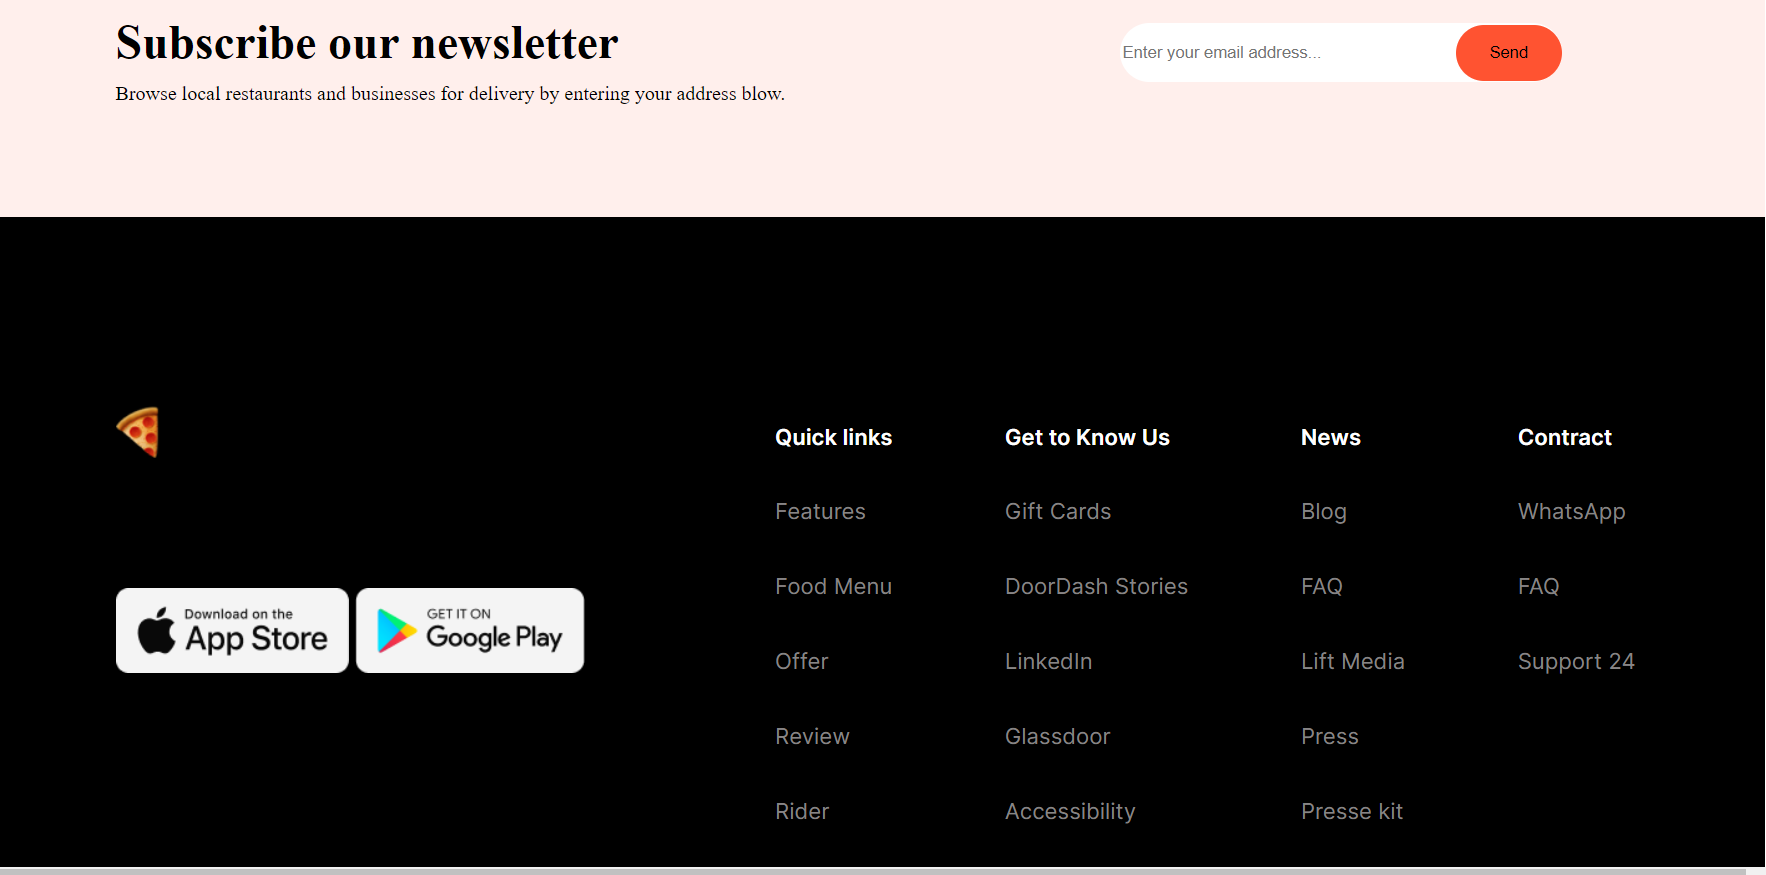 Subscribe our newsletter
Browse local restaurants and businesses for delivery by entering your address blow.
Enter your email address...
Send
Download on the
App Store
GET IT ON
Google Play
Quick links
Features
Food Menu
Offer
Review
Rider
Get to Know Us
Gift Cards
DoorDash Stories
LinkedIn
Glassdoor
Accessibility
News
Blog
FAQ
Lift Media
Press
Presse kit
Contract
WhatsApp
FAQ
Support 24